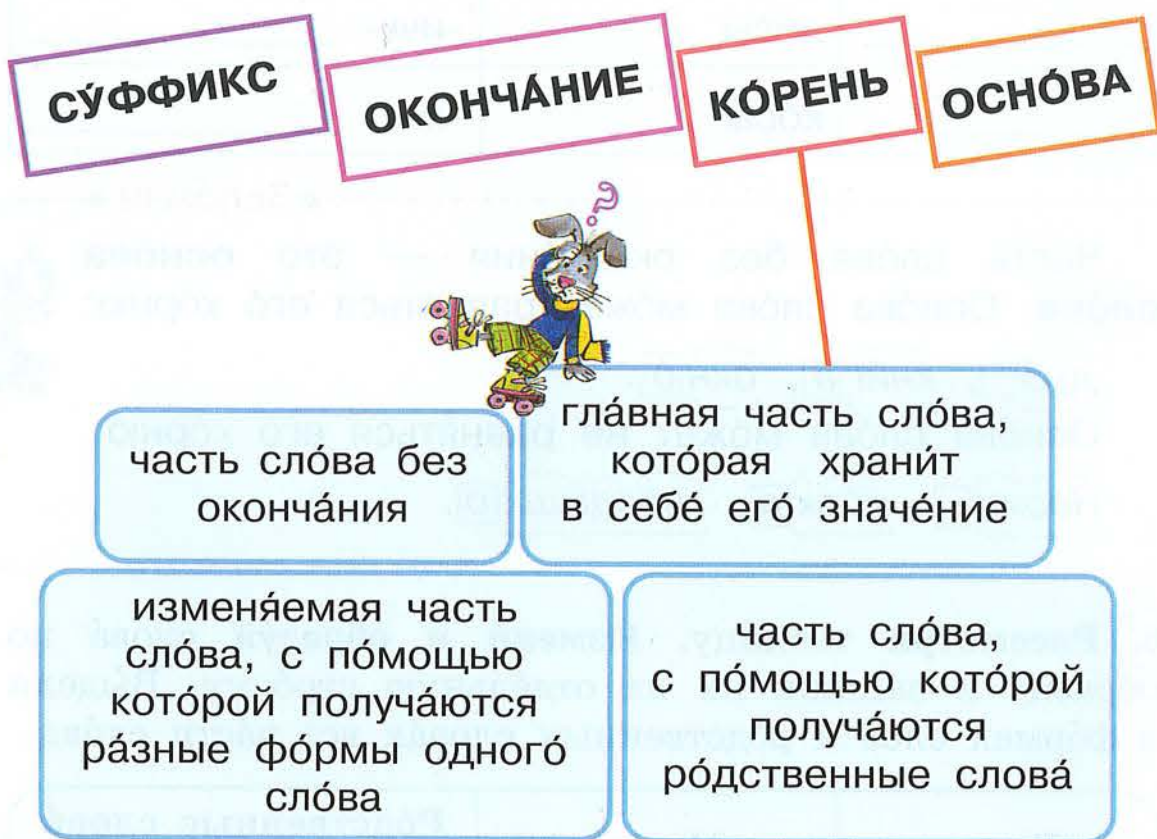 СУ́ФФИКС
ОКОНЧА́НИЕ
КО́РЕНЬ
ОСНО́ВА
?
часть сло́ва без
оконча́ния
гла́вная часть сло́ва,
кото́рая храни́т
в себе́ его́ значе́ние
изменя́емая часть
сло́ва, с по́мощью
кото́рой получа́ются
ра́зные формы одного́
сло́ва
часть сло́ва,
с по́мощью кото́рой
получа́ются
ро́дственные слова́